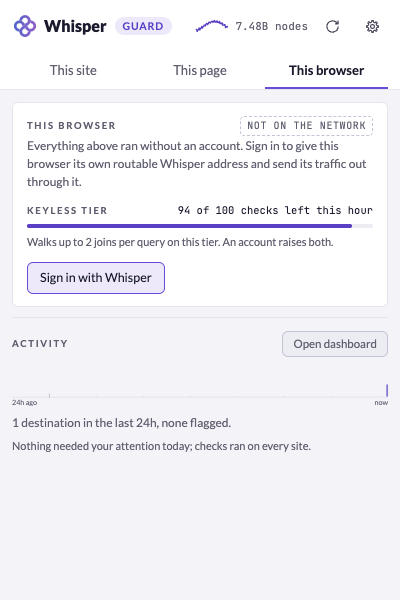 Whisper GUARD 7.48B nodes
This site This page This browser
THIS BROWSER NOT ON THE NETWORK
Everything above ran without an account. Sign in to give this
browser its own routable Whisper address and send its traffic out
through it.
KEYLESS TIER 94 of 100 checks left this hour
Walks up to 2 joins per query on this tier. An account raises both.
Sign in with Whisper
ACTIVITY Open dashboard
24h ago now
1 destination in the last 24h, none flagged.
Nothing needed your attention today; checks ran on every site.